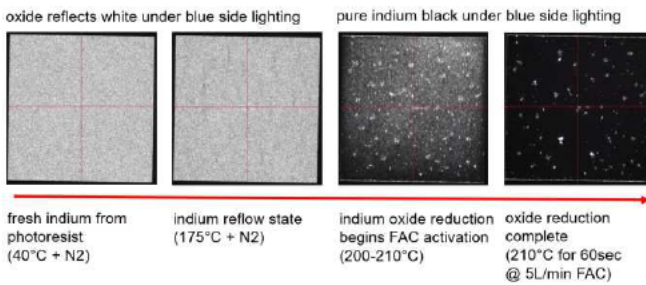 oxide reflects white under blue side lighting
pure indium black under blue side lighting
fresh indium from
photoresist
(40°C + N2)
indium reflow state
(175°C + N2)
indium oxide reduction
begins FAC activation
(200-210°C)
oxide reduction
complete
(210°C for 60sec
@ 5L/min FAC)